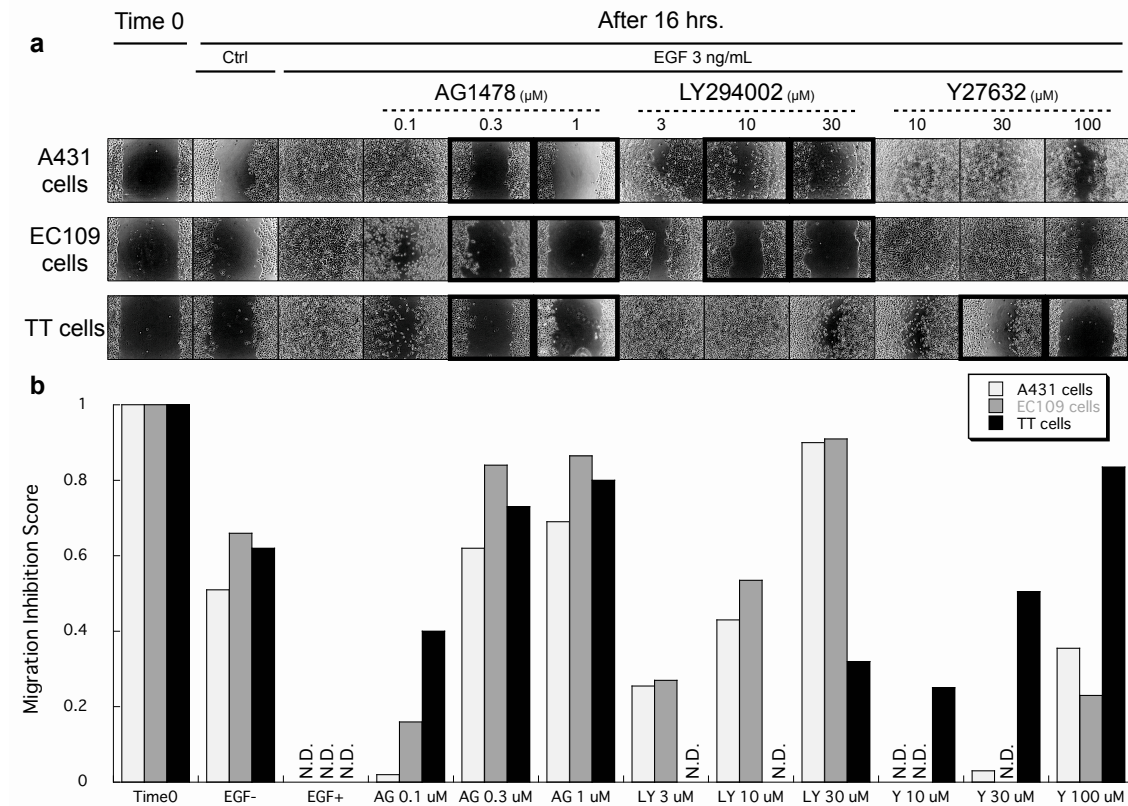 Time 0 After 16 hrs.
a
Ctrl EGF 3 ng/mL
AG1478 (µM) LY294002 (µM) Y27632 (µM)
0.1 0.3 1 3 10 30 10 30 100
A431
cells
EC109
cells
TT cells
b
A431 cells
EC109 cells
TT cells
Migration Inhibition Score
1
0.8
0.6
0.4
0.2
0
N.D. N.D. N.D. N.D. N.D. N.D. N.D. N.D.
Time0 EGF- EGF+ AG 0.1 uM AG 0.3 uM AG 1 uM LY 3 uM LY 10 uM LY 30 uM Y 10 uM Y 30 uM Y 100 uM